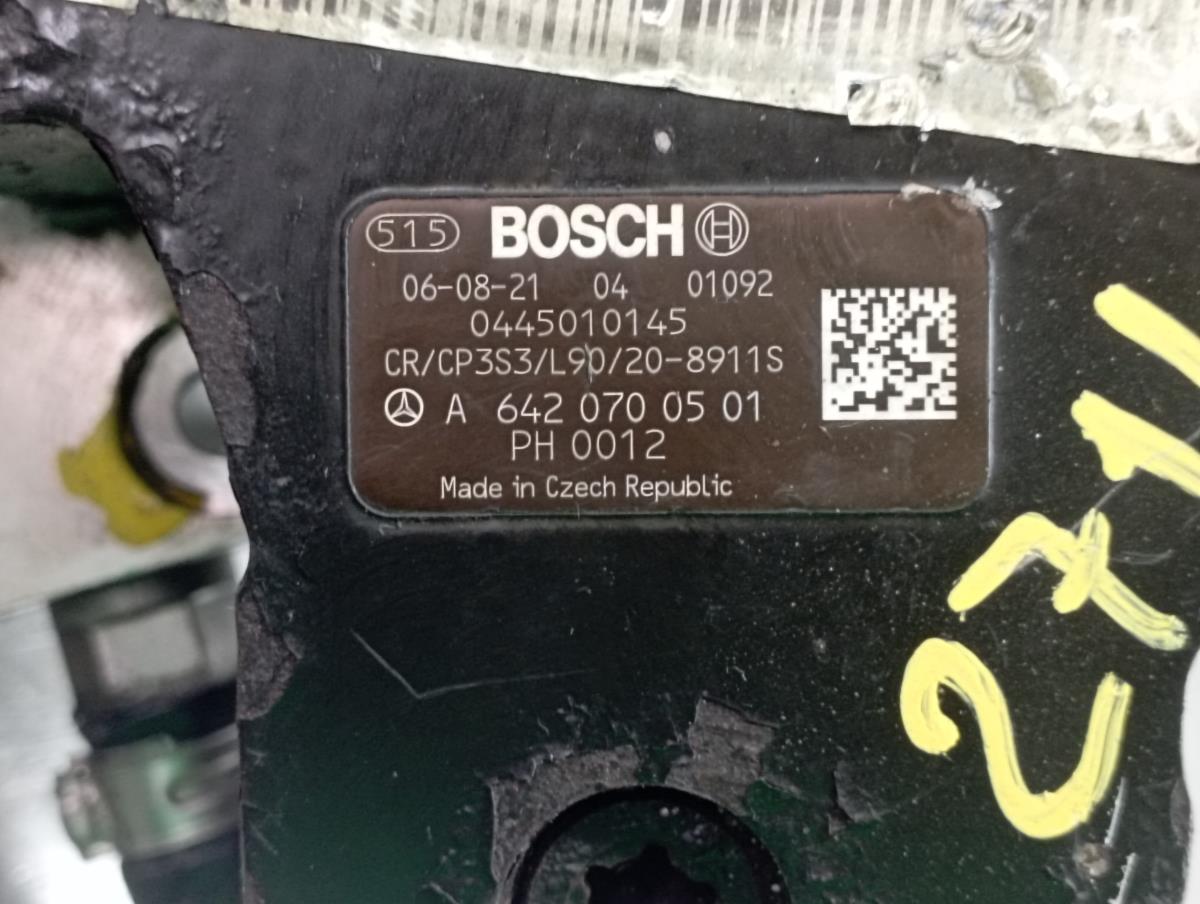 515 BOSCH
06-08-21 04 01092
0445010145
CR/CP3S3/L90/20-8911S
A 642 070 05 01
PH 0012
Made in Czech Republic